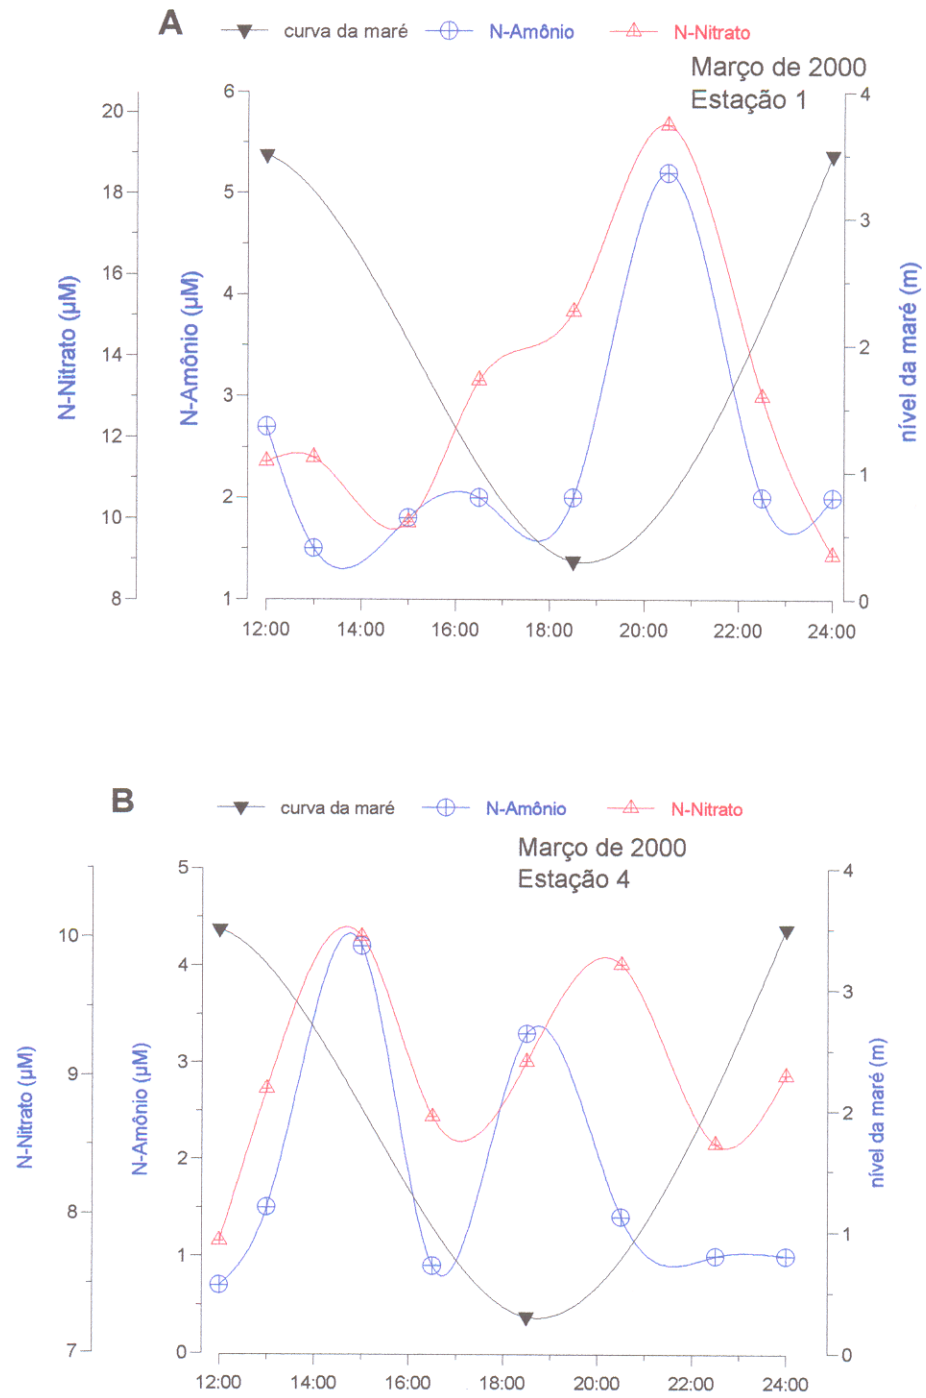 A
curva da maré N-Amônio N-Nitrato
Março de 2000
Estação 1
N-Nitrato (µM)
20
18
16
14
12
10
8
N-Amônio (µM)
6
5
4
3
2
1
nível da maré (m)
4
3
2
1
0
12:00 14:00 16:00 18:00 20:00 22:00 24:00
B
curva da maré N-Amônio N-Nitrato
Março de 2000
Estação 4
N-Nitrato (µM)
10
9
8
7
N-Amônio (µM)
5
4
3
2
1
0
nível da maré (m)
4
3
2
1
0
12:00 14:00 16:00 18:00 20:00 22:00 24:00